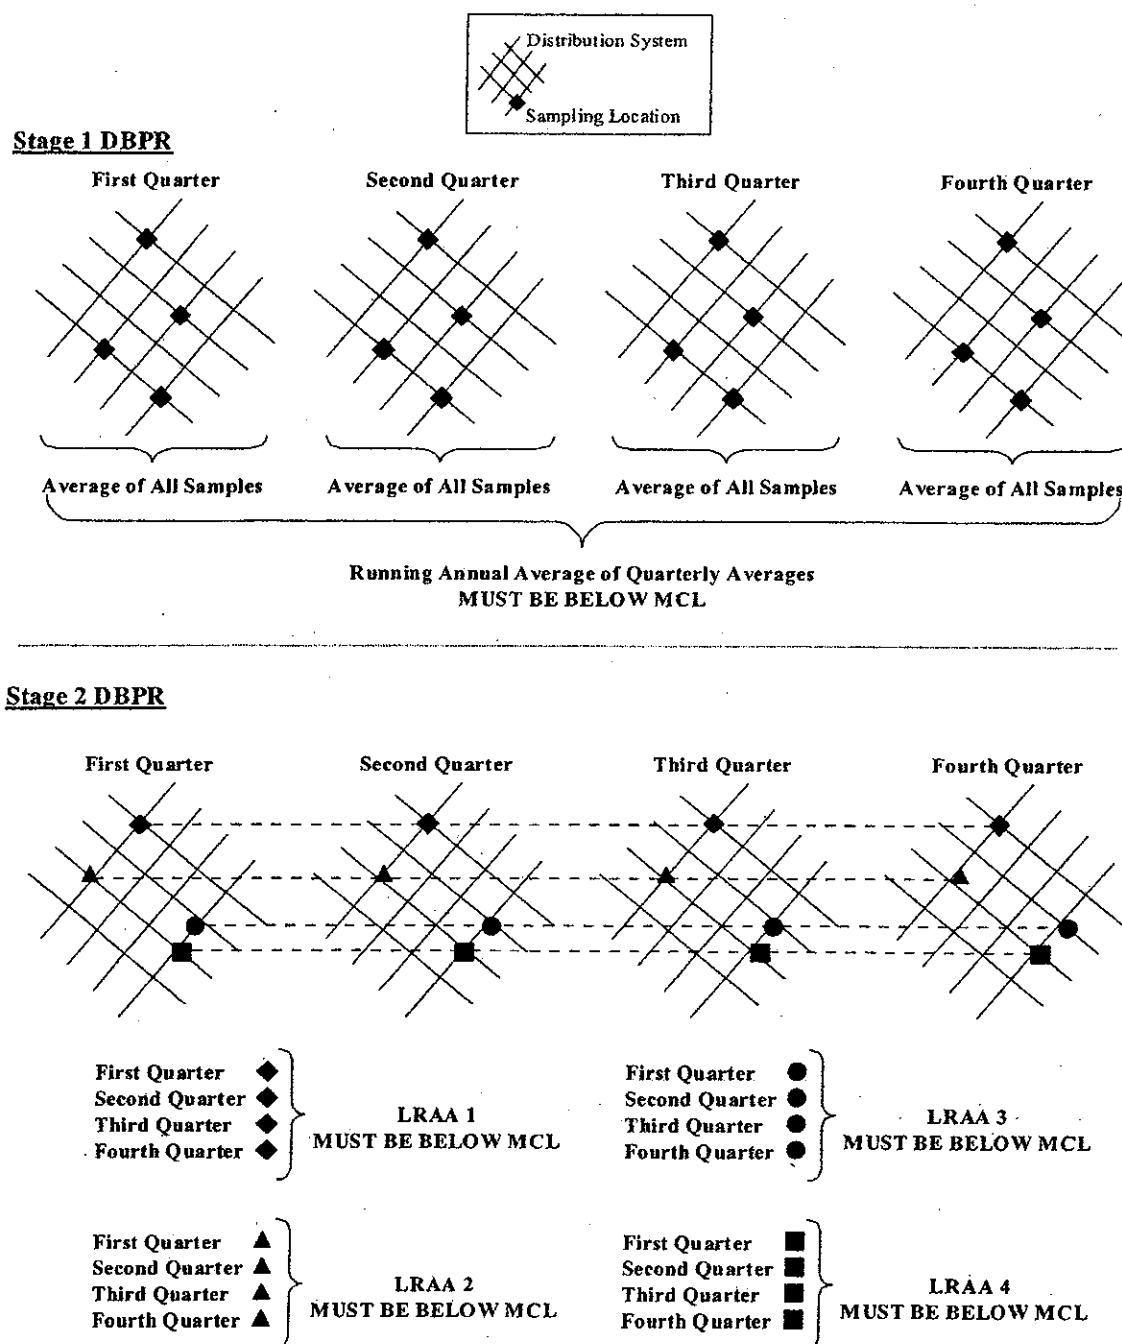 Distribution System
Sampling Location
Stage 1 DBPR
First Quarter
Second Quarter
Third Quarter
Fourth Quarter
Average of All Samples
Average of All Samples
Average of All Samples
Average of All Samples
Running Annual Average of Quarterly Averages
MUST BE BELOW MCL
Stage 2 DBPR
First Quarter
Second Quarter
Third Quarter
Fourth Quarter
First Quarter
Second Quarter
Third Quarter
Fourth Quarter
LRAA 1
MUST BE BELOW MCL
First Quarter
Second Quarter
Third Quarter
Fourth Quarter
LRAA 3
MUST BE BELOW MCL
First Quarter
Second Quarter
Third Quarter
Fourth Quarter
LRAA 2
MUST BE BELOW MCL
First Quarter
Second Quarter
Third Quarter
Fourth Quarter
LRAA 4
MUST BE BELOW MCL